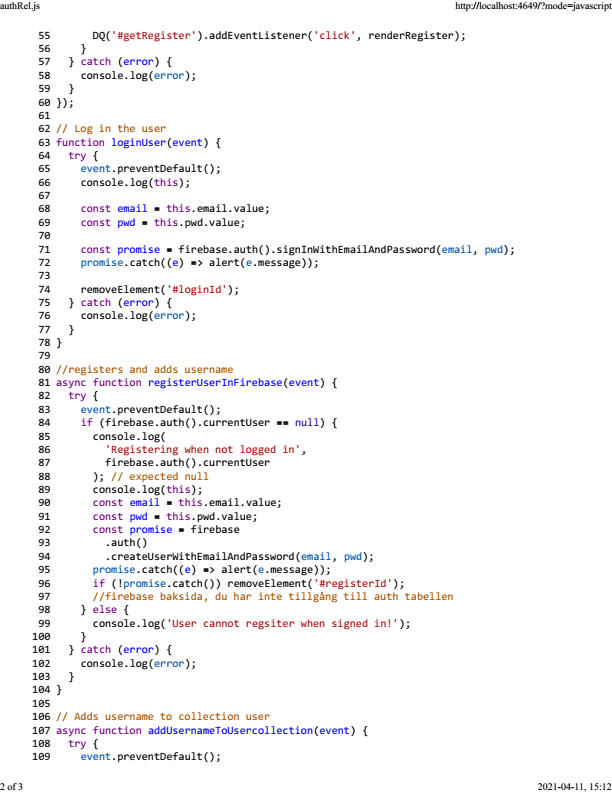 authRel.js http://localhost:4649/?mode=javascript
55 DQ('#getRegister').addEventListener('click', renderRegister);
56 }
57 } catch (error) {
58 console.log(error);
59 }
60 });
61
62 // Log in the user
63 function loginUser(event) {
64 try {
65 event.preventDefault();
66 console.log(this);
67
68 const email = this.email.value;
69 const pwd = this.pwd.value;
70
71 const promise = firebase.auth().signInWithEmailAndPassword(email, pwd);
72 promise.catch((e) => alert(e.message));
73
74 removeElement('#loginId');
75 } catch (error) {
76 console.log(error);
77 }
78 }
79
80 //registers and adds username
81 async function registerUserInFirebase(event) {
82 try {
83 event.preventDefault();
84 if (firebase.auth().currentUser == null) {
85 console.log(
86 'Registering when not logged in',
87 firebase.auth().currentUser
88 ); // expected null
89 console.log(this);
90 const email = this.email.value;
91 const pwd = this.pwd.value;
92 const promise = firebase
93 .auth()
94 .createUserWithEmailAndPassword(email, pwd);
95 promise.catch((e) => alert(e.message));
96 if (!promise.catch()) removeElement('#registerId');
97 //firebase baksida, du har inte tillgång till auth tabellen
98 } else {
99 console.log('User cannot regsiter when signed in!');
100 }
101 } catch (error) {
102 console.log(error);
103 }
104 }
105
106 // Adds username to collection user
107 async function addUsernameToUsercollection(event) {
108 try {
109 event.preventDefault();
2 of 3 2021-04-11, 15:12